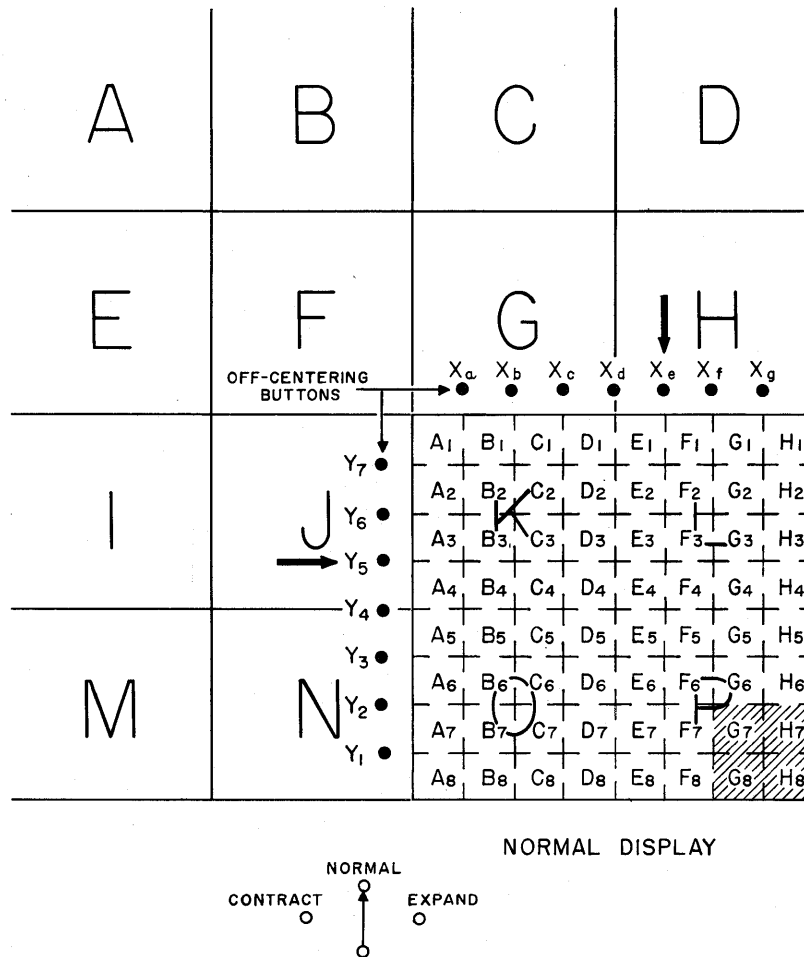 A B C D
E F G H
Xa Xb Xc Xd Xe Xf Xg
OFF-CENTERING
BUTTONS
A1 B1 C1 D1 E1 F1 G1 H1
Y7
A2 B2 C2 D2 E2 F2 G2 H2
I J K L
Y6
A3 B3 C3 D3 E3 F3 G3 H3
Y5
A4 B4 C4 D4 E4 F4 G4 H4
Y4
A5 B5 C5 D5 E5 F5 G5 H5
Y3
A6 B6 C6 D6 E6 F6 G6 H6
M N O P
Y2
A7 B7 C7 D7 E7 F7 G7 H7
Y1
A8 B8 C8 D8 E8 F8 G8 H8
NORMAL DISPLAY
NORMAL
CONTRACT EXPAND